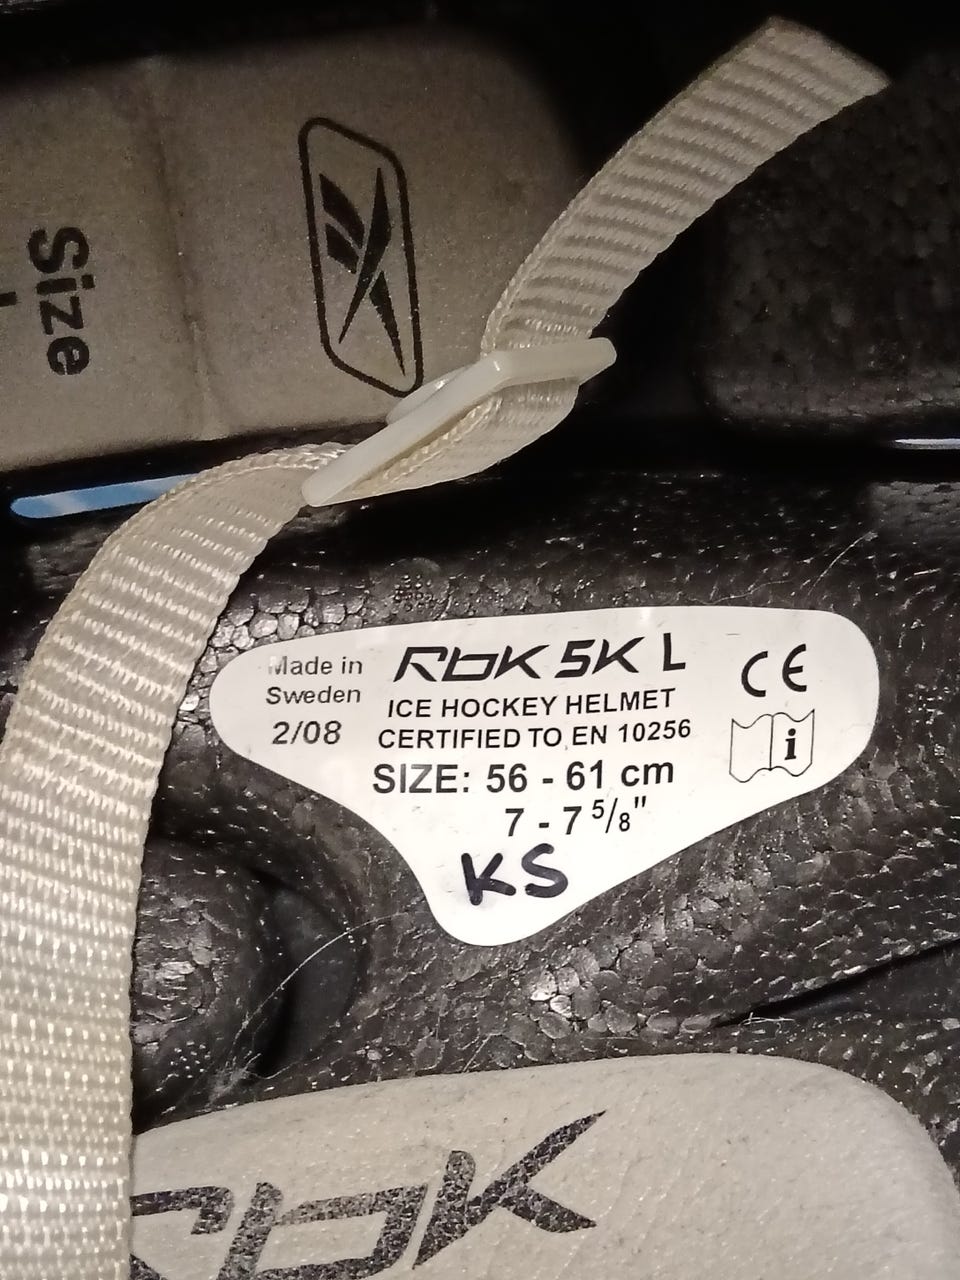 Size
Made in
Sweden
2/08
RbK 5K L
ICE HOCKEY HELMET
CERTIFIED TO EN 10256
SIZE: 56 - 61 cm
7 - 7 5/8"
KS
CE
i
RbK